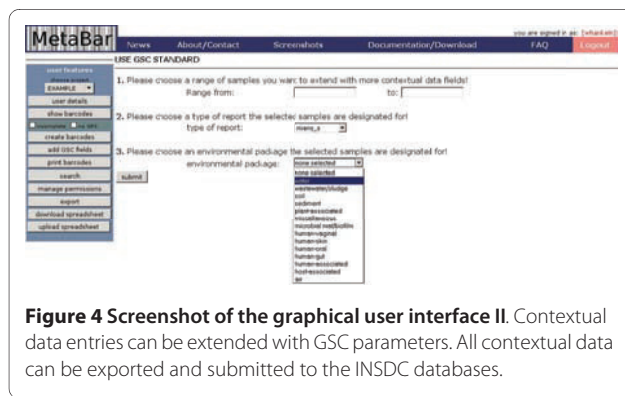 MetaBar
you are signed in as:
News About/Contact Screenshots Documentation/Download FAQ Logout
USE GSC STANDARD
user features
choose project
EXAMPLE
user details
show barcodes
create barcodes
add GSC fields
print barcodes
search
manage permissions
export
download spreadsheet
upload spreadsheet
1. Please choose a range of samples you want to extend with more contextual data fields!
Range from: to:
2. Please choose a type of report the selected samples are designated for!
type of report:
3. Please choose an environmental package the selected samples are designated for!
environmental package: none selected
submit
none selected
water
wastewater/sludge
soil
sediment
plant-associated
miscellaneous
microbial mat/biofilm
human-vaginal
human-skin
human-oral
human-gut
human-associated
host-associated
air
Figure 4 Screenshot of the graphical user interface II. Contextual
data entries can be extended with GSC parameters. All contextual data
can be exported and submitted to the INSDC databases.